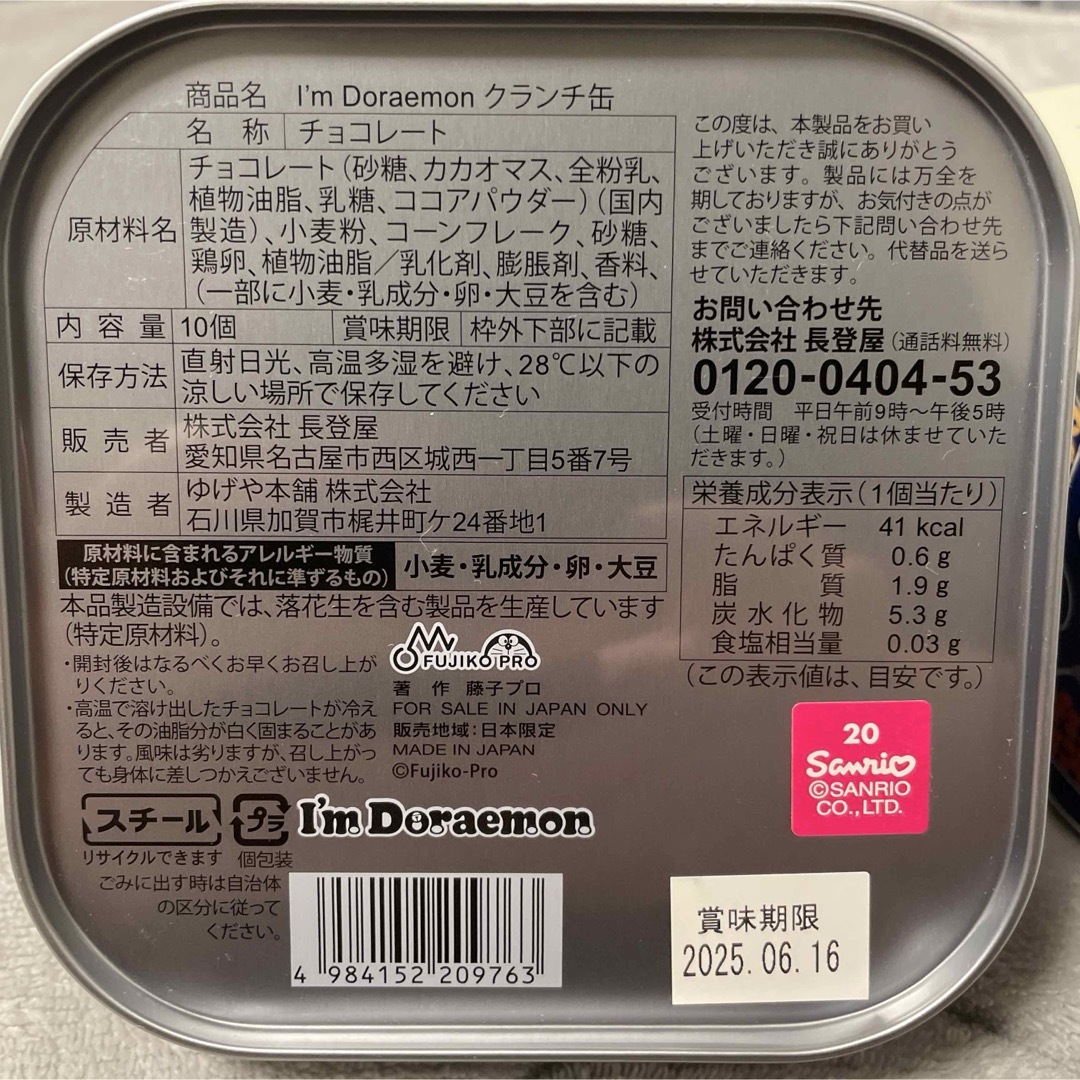 商品名 I'm Doraemon クランチ缶
名称 チョコレート
原材料名
チョコレート(砂糖、カカオマス、全粉乳、
植物油脂、乳糖、ココアパウダー)(国内
製造)、小麦粉、コーンフレーク、砂糖、
鶏卵、植物油脂/乳化剤、膨脹剤、香料、
(一部に小麦・乳成分・卵・大豆を含む)
内容量 10個 賞味期限 枠外下部に記載
保存方法
直射日光、高温多湿を避け、28℃以下の
涼しい場所で保存してください
販売者
株式会社 長登屋
愛知県名古屋市西区城西一丁目5番7号
製造者
ゆげや本舗 株式会社
石川県加賀市梶井町ケ24番地1
原材料に含まれるアレルギー物質
(特定原材料およびそれに準ずるもの)
小麦・乳成分・卵・大豆
本品製造設備では、落花生を含む製品を生産しています
(特定原材料)。
・開封後はなるべくお早くお召し上が
りください。
・高温で溶け出したチョコレートが冷え
ると、その油脂分が白く固まることがあ
ります。風味は劣りますが、召し上がっ
ても身体に差しつかえございません。
FUJIKO PRO
著作 藤子プロ
FOR SALE IN JAPAN ONLY
販売地域:日本限定
MADE IN JAPAN
©Fujiko-Pro
スチール
リサイクルできます
プラ
個包装
I'm Doraemon
ごみに出す時は自治体
の区分に従って
ください。
4 984152 209763
この度は、本製品をお買い
上げいただき誠にありがとう
ございます。製品には万全を
期しておりますが、お気付きの点が
ございましたら下記問い合わせ先
までご連絡ください。代替品を送ら
せていただきます。
お問い合わせ先
株式会社 長登屋(通話料無料)
0120-0404-53
受付時間 平日午前9時〜午後5時
(土曜・日曜・祝日は休ませていた
だきます。)
栄養成分表示(1個当たり)
エネルギー 41 kcal
たんぱく質 0.6 g
脂質 1.9 g
炭水化物 5.3 g
食塩相当量 0.03 g
(この表示値は、目安です。)
20
Sanrio
©SANRIO
CO., LTD.
賞味期限
2025.06.16